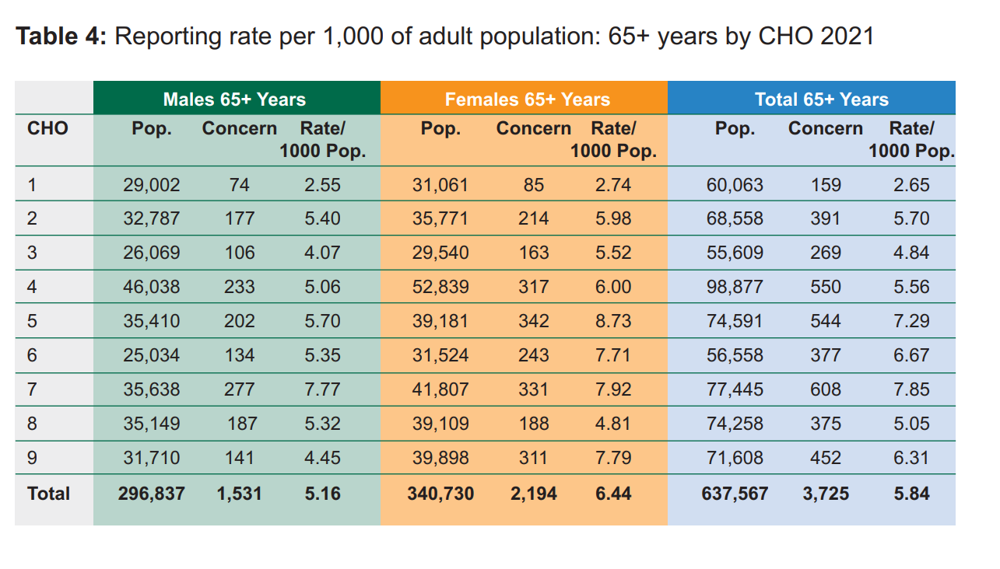 Table 4: Reporting rate per 1,000 of adult population: 65+ years by CHO 2021
Males 65+ Years Females 65+ Years Total 65+ Years
CHO Pop. Concern Rate/ Pop. Concern Rate/ Pop. Concern Rate/
1000 Pop. 1000 Pop. 1000 Pop.
1 29,002 74 2.55 31,061 85 2.74 60,063 159 2.65
2 32,787 177 5.40 35,771 214 5.98 68,558 391 5.70
3 26,069 106 4.07 29,540 163 5.52 55,609 269 4.84
4 46,038 233 5.06 52,839 317 6.00 98,877 550 5.56
5 35,410 202 5.70 39,181 342 8.73 74,591 544 7.29
6 25,034 134 5.35 31,524 243 7.71 56,558 377 6.67
7 35,638 277 7.77 41,807 331 7.92 77,445 608 7.85
8 35,149 187 5.32 39,109 188 4.81 74,258 375 5.05
9 31,710 141 4.45 39,898 311 7.79 71,608 452 6.31
Total 296,837 1,531 5.16 340,730 2,194 6.44 637,567 3,725 5.84